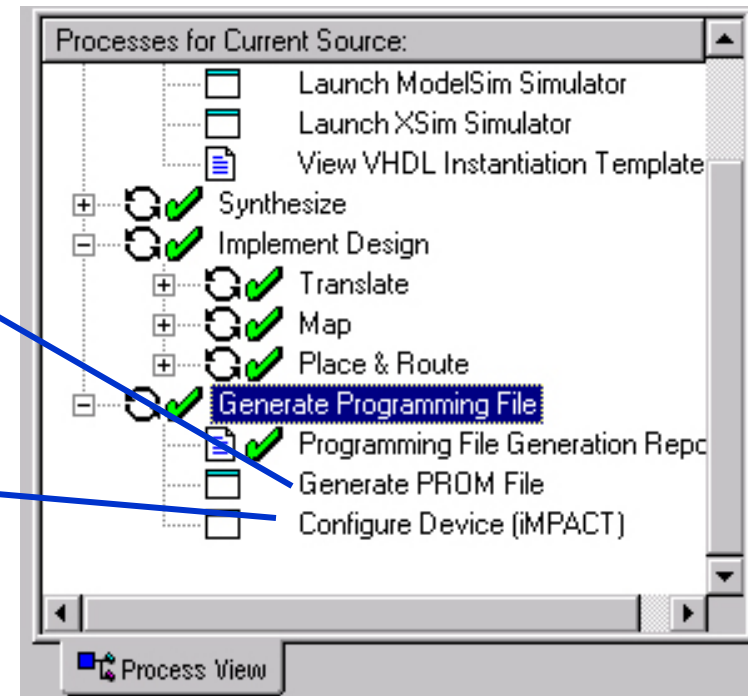 Processes for Current Source:
Launch ModelSim Simulator
Launch XSim Simulator
View VHDL Instantiation Template
Synthesize
Implement Design
Translate
Map
Place & Route
Generate Programming File
Programming File Generation Repo
Generate PROM File
Configure Device (iMPACT)
Process View